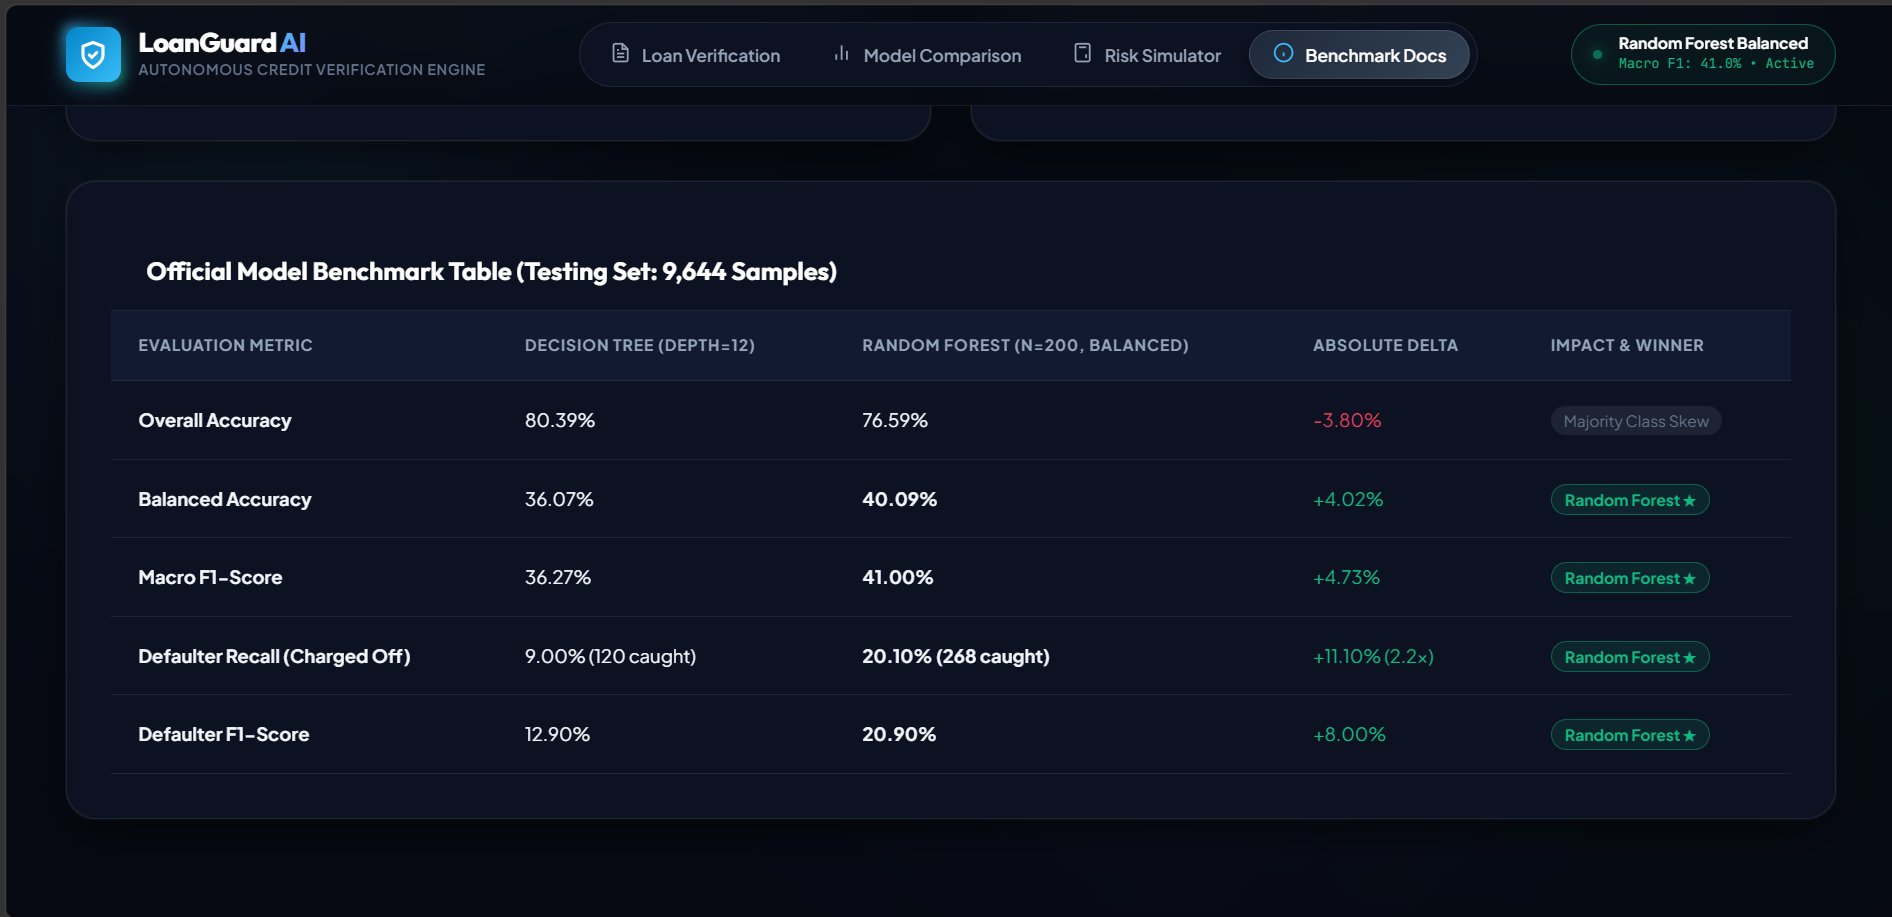 LoanGuard AI
AUTONOMOUS CREDIT VERIFICATION ENGINE
Loan Verification
Model Comparison
Risk Simulator
Benchmark Docs
Random Forest Balanced
Macro F1: 41.0% • Active
Official Model Benchmark Table (Testing Set: 9,644 Samples)
EVALUATION METRIC DECISION TREE (DEPTH=12) RANDOM FOREST (N=200, BALANCED) ABSOLUTE DELTA IMPACT & WINNER
Overall Accuracy 80.39% 76.59% -3.80% Majority Class Skew
Balanced Accuracy 36.07% 40.09% +4.02% Random Forest ★
Macro F1-Score 36.27% 41.00% +4.73% Random Forest ★
Defaulter Recall (Charged Off) 9.00% (120 caught) 20.10% (268 caught) +11.10% (2.2×) Random Forest ★
Defaulter F1-Score 12.90% 20.90% +8.00% Random Forest ★